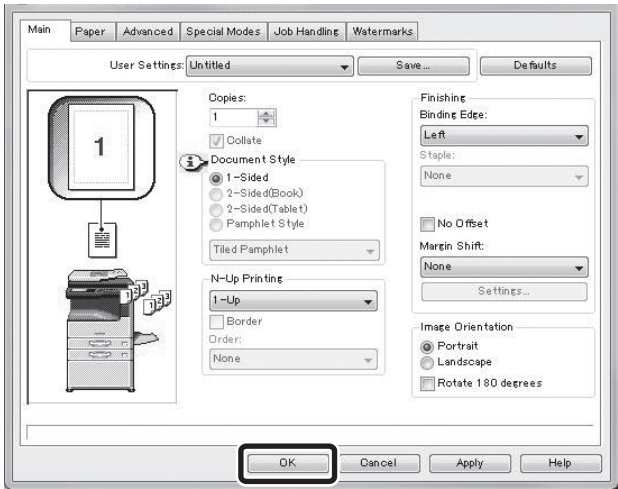 Main Paper Advanced Special Modes Job Handling Watermarks
User Settings: Untitled Save... Defaults
1
123
123
Copies:
1
Collate
Document Style
1-Sided
2-Sided(Book)
2-Sided(Tablet)
Pamphlet Style
Tiled Pamphlet
N-Up Printing
1-Up
Border
Order:
None
Finishing
Binding Edge:
Left
Staple:
None
No Offset
Margin Shift:
None
Settings...
Image Orientation
Portrait
Landscape
Rotate 180 degrees
OK Cancel Apply Help